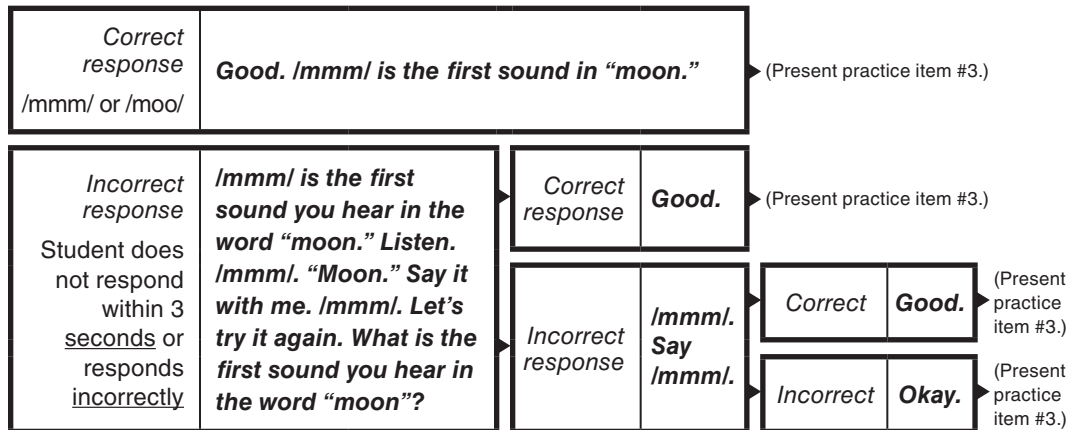 Correct
response
/mmm/ or /moo/
Good. /mmm/ is the first sound in “moon.”
(Present practice item #3.)
Incorrect
response
Student does
not respond
within 3
seconds or
responds
incorrectly
/mmm/ is the first
sound you hear in the
word “moon.” Listen.
/mmm/. “Moon.” Say it
with me. /mmm/. Let’s
try it again. What is the
first sound you hear in
the word “moon”?
Correct
response
Good.
(Present practice item #3.)
Incorrect
response
/mmm/.
Say
/mmm/.
Correct
Good.
(Present
practice
item #3.)
Incorrect
Okay.
(Present
practice
item #3.)